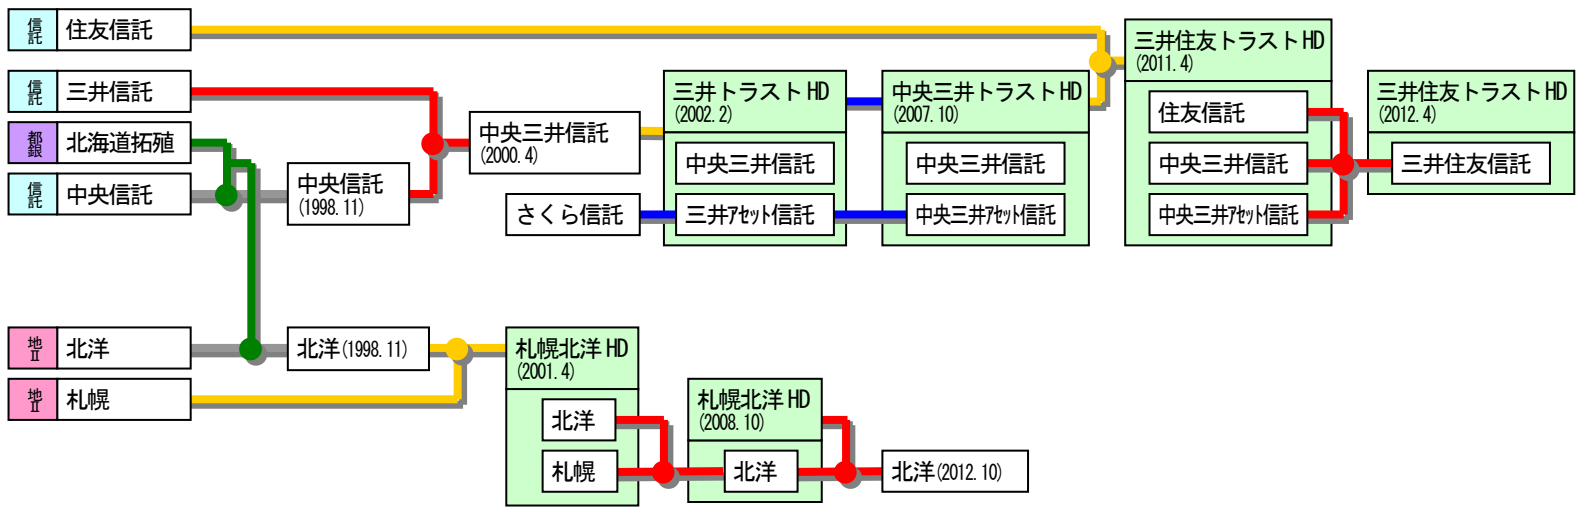 信託
住友信託
信託
三井信託
都銀
北海道拓殖
信託
中央信託
中央信託
(1998.11)
中央三井信託
(2000.4)
さくら信託
三井トラストHD
(2002.2)
中央三井信託
三井アセット信託
中央三井トラストHD
(2007.10)
中央三井信託
中央三井アセット信託
三井住友トラストHD
(2011.4)
住友信託
中央三井信託
中央三井アセット信託
三井住友トラストHD
(2012.4)
三井住友信託
地Ⅱ
北洋
地Ⅱ
札幌
北洋(1998.11)
札幌北洋HD
(2001.4)
北洋
札幌
札幌北洋HD
(2008.10)
北洋
北洋(2012.10)